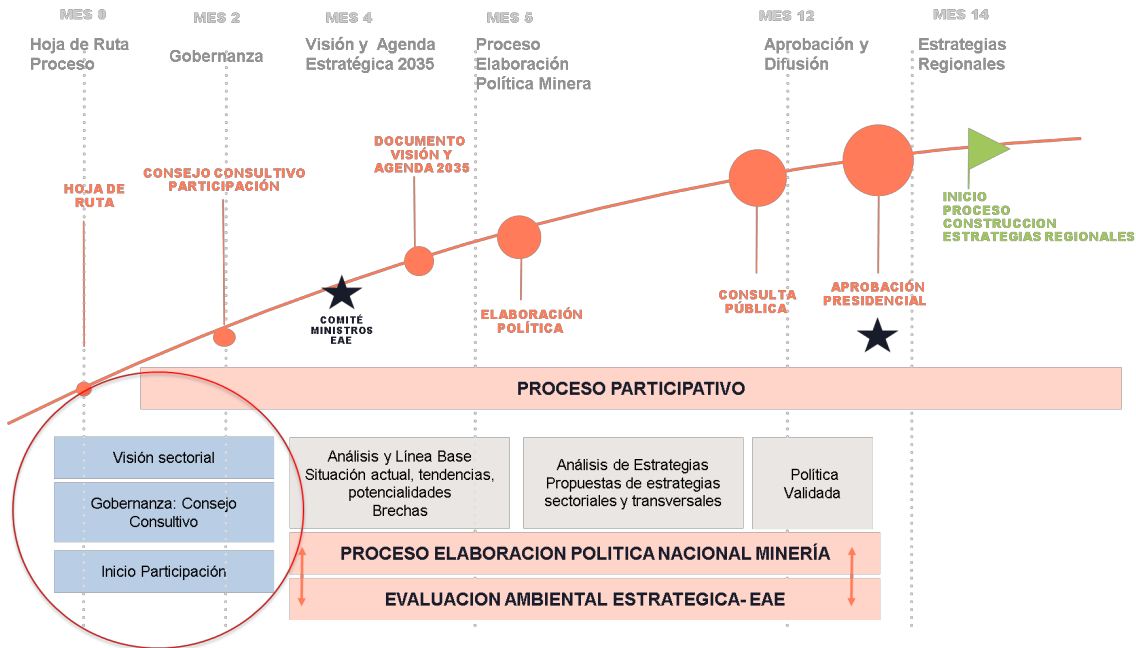 MES 0
MES 2
MES 4
MES 5
MES 12
MES 14
Hoja de Ruta
Proceso
Gobernanza
Visión y Agenda
Estratégica 2035
Proceso
Elaboración
Política Minera
Aprobación y
Difusión
Estrategias
Regionales
HOJA DE
RUTA
CONSEJO CONSULTIVO
PARTICIPACIÓN
DOCUMENTO
VISIÓN Y
AGENDA 2035
COMITÉ
MINISTROS
EAE
ELABORACIÓN
POLÍTICA
CONSULTA
PÚBLICA
APROBACIÓN
PRESIDENCIAL
INICIO
PROCESO
CONSTRUCCION
ESTRATEGIAS REGIONALES
PROCESO PARTICIPATIVO
Visión sectorial
Gobernanza: Consejo
Consultivo
Inicio Participación
Análisis y Línea Base
Situación actual, tendencias,
potencialidades
Brechas
Análisis de Estrategias
Propuestas de estrategias
sectoriales y transversales
Política
Validada
PROCESO ELABORACION POLITICA NACIONAL MINERÍA
EVALUACION AMBIENTAL ESTRATEGICA- EAE